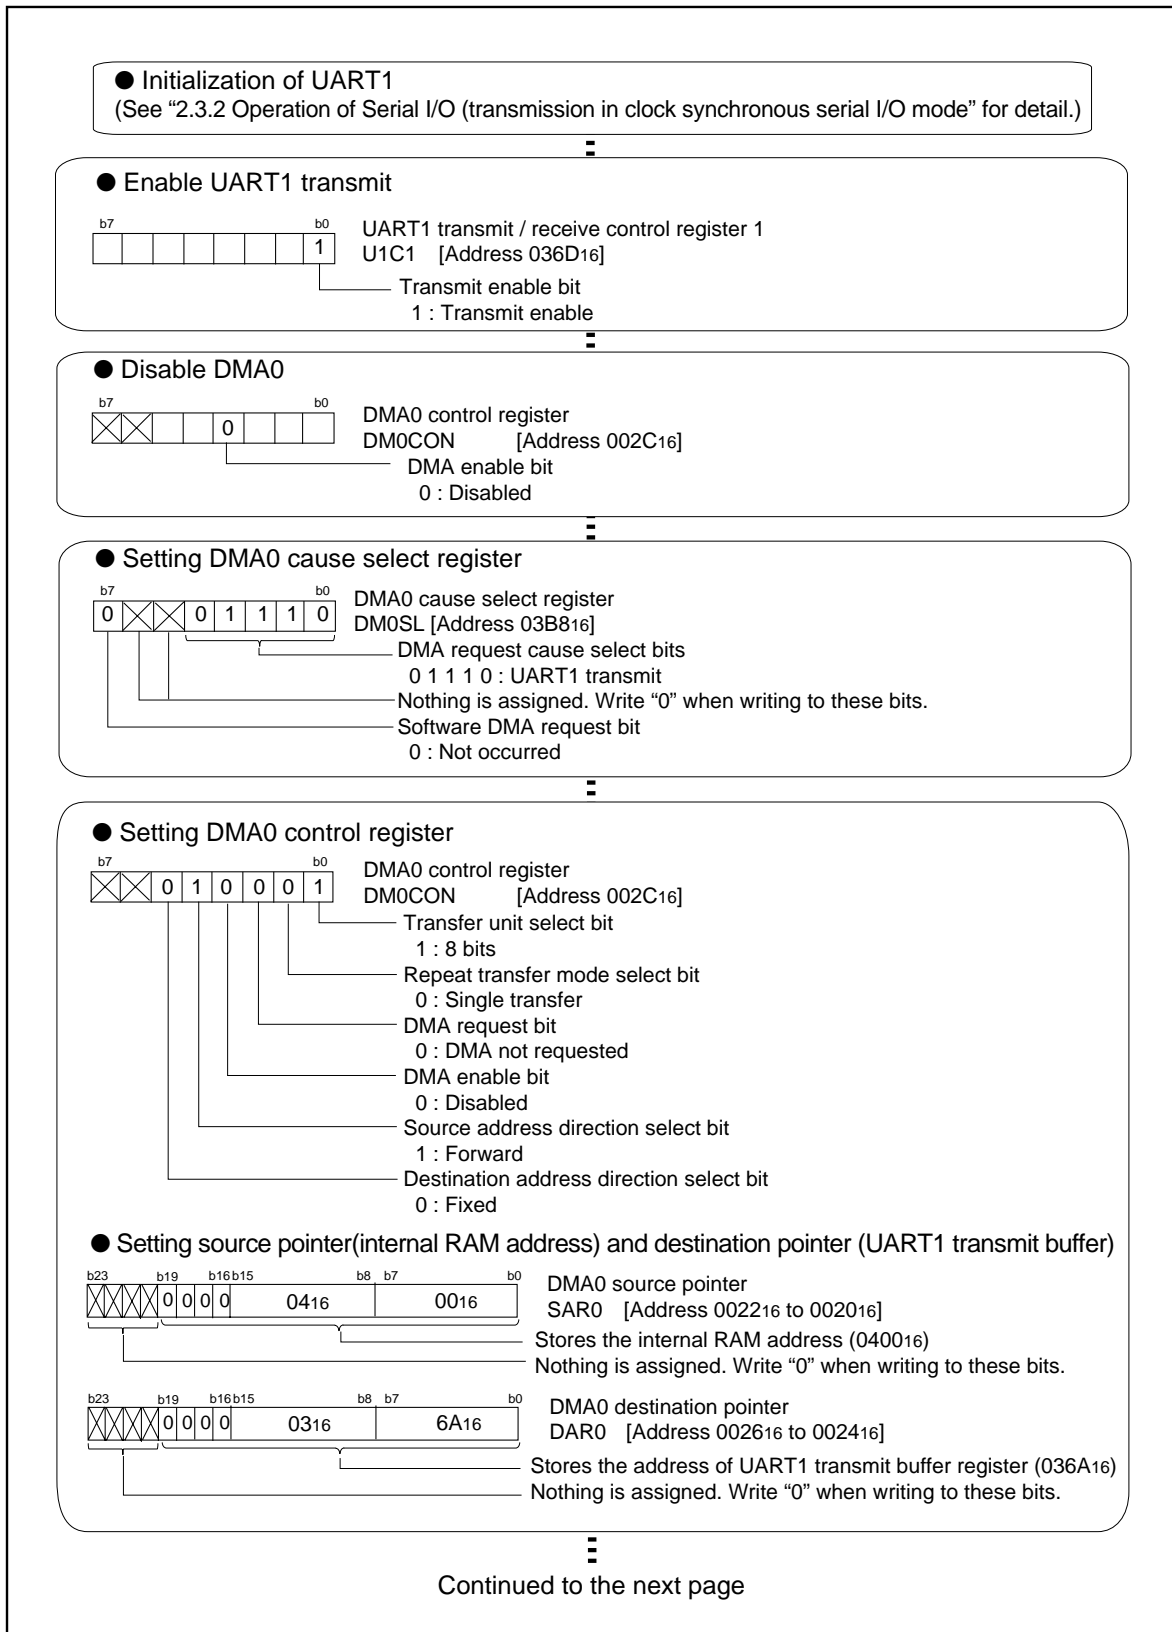 ● Initialization of UART1
(See “2.3.2 Operation of Serial I/O (transmission in clock synchronous serial I/O mode” for detail.)
● Enable UART1 transmit
b7 b0
1
UART1 transmit / receive control register 1
U1C1 [Address 036D16]
Transmit enable bit
1 : Transmit enable
● Disable DMA0
b7 b0
0
DMA0 control register
DM0CON [Address 002C16]
DMA enable bit
0 : Disabled
● Setting DMA0 cause select register
b7 b0
0 0 1 1 1 0
DMA0 cause select register
DM0SL [Address 03B816]
DMA request cause select bits
0 1 1 1 0 : UART1 transmit
Nothing is assigned. Write “0” when writing to these bits.
Software DMA request bit
0 : Not occurred
● Setting DMA0 control register
b7 b0
0 1 0 0 0 1
DMA0 control register
DM0CON [Address 002C16]
Transfer unit select bit
1 : 8 bits
Repeat transfer mode select bit
0 : Single transfer
DMA request bit
0 : DMA not requested
DMA enable bit
0 : Disabled
Source address direction select bit
1 : Forward
Destination address direction select bit
0 : Fixed
● Setting source pointer(internal RAM address) and destination pointer (UART1 transmit buffer)
b23 b19 b16 b15 b8 b7 b0
0 0 0 0 0416 0016
DMA0 source pointer
SAR0 [Address 002216 to 002016]
Stores the internal RAM address (040016)
Nothing is assigned. Write “0” when writing to these bits.
b23 b19 b16 b15 b8 b7 b0
0 0 0 0 0316 6A16
DMA0 destination pointer
DAR0 [Address 002616 to 002416]
Stores the address of UART1 transmit buffer register (036A16)
Nothing is assigned. Write “0” when writing to these bits.
Continued to the next page